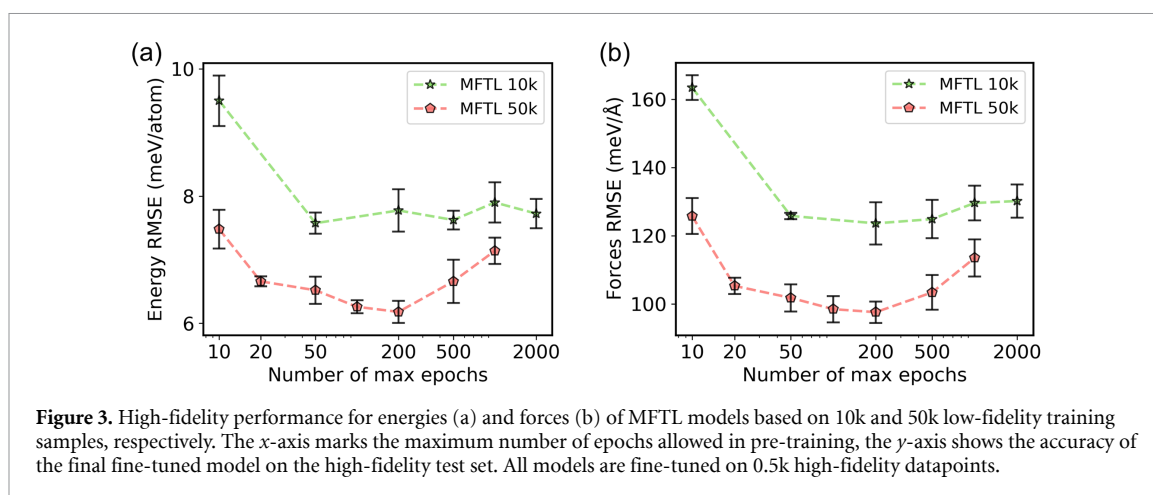 (a)
10
8
6
Energy RMSE (meV/atom)
MFTL 10k
MFTL 50k
10 20 50 200 500 2000
Number of max epochs
(b)
160
140
120
100
Forces RMSE (meV/Å)
MFTL 10k
MFTL 50k
10 20 50 200 500 2000
Number of max epochs
Figure 3. High-fidelity performance for energies (a) and forces (b) of MFTL models based on 10k and 50k low-fidelity training
samples, respectively. The x-axis marks the maximum number of epochs allowed in pre-training, the y-axis shows the accuracy of
the final fine-tuned model on the high-fidelity test set. All models are fine-tuned on 0.5k high-fidelity datapoints.